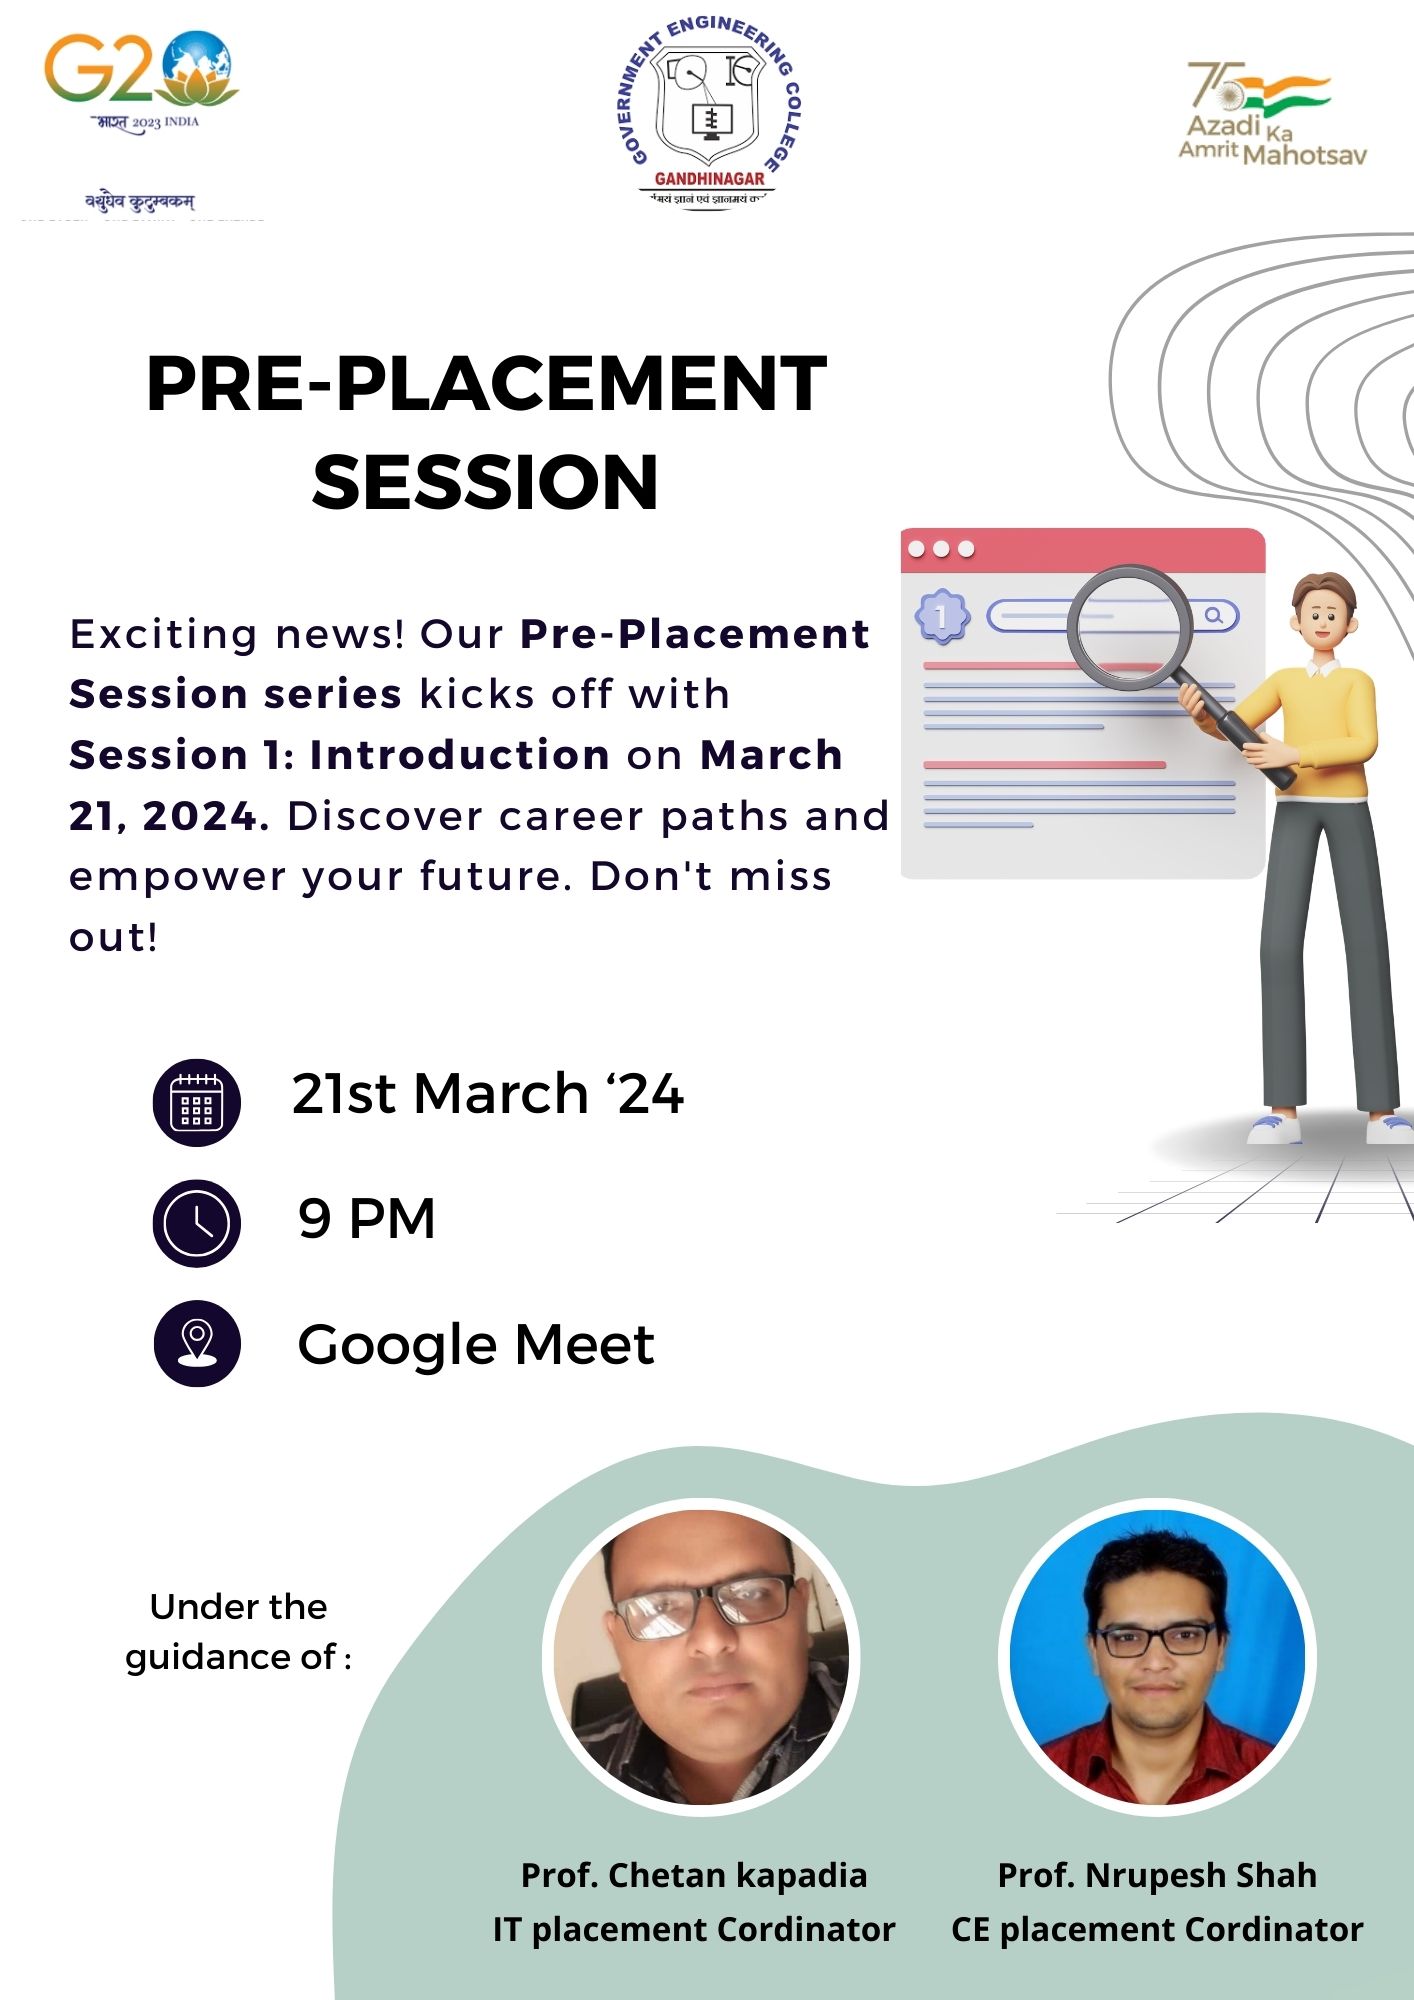 G20
भारत 2023 INDIA
वसुधैव कुटुम्बकम्
GOVERNMENT ENGINEERING COLLEGE
GANDHINAGAR
75
Azadi Ka
Amrit Mahotsav
PRE-PLACEMENT
SESSION
Exciting news! Our Pre-Placement
Session series kicks off with
Session 1: Introduction on March
21, 2024. Discover career paths and
empower your future. Don't miss
out!
1
21st March ‘24
9 PM
Google Meet
Under the
guidance of :
Prof. Chetan kapadia
IT placement Cordinator
Prof. Nrupesh Shah
CE placement Cordinator